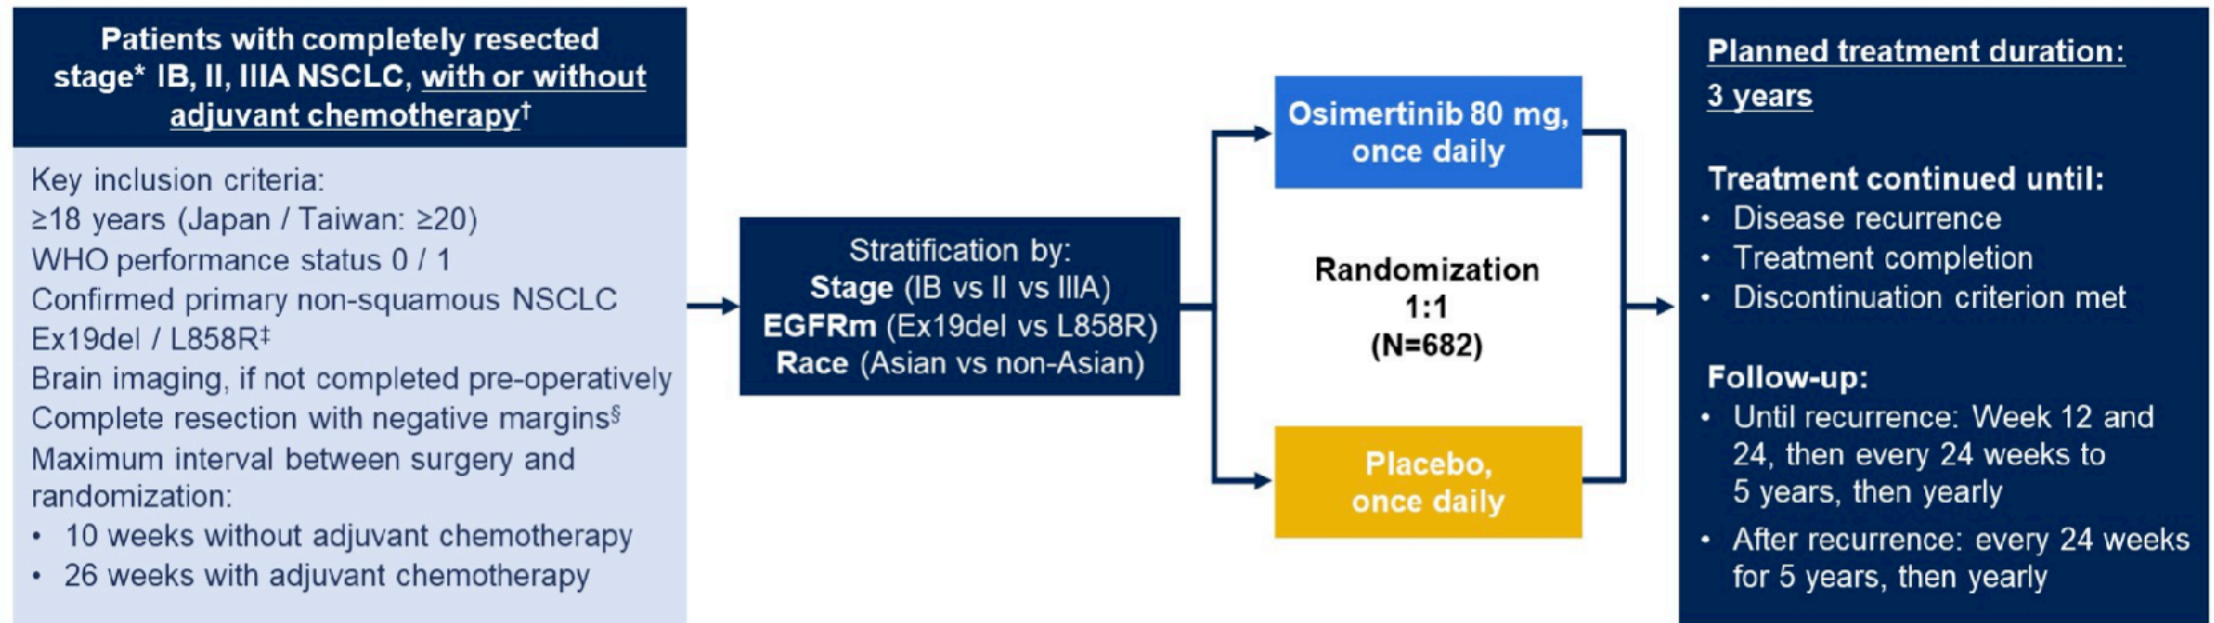 Patients with completely resected
stage* IB, II, IIIA NSCLC, with or without
adjuvant chemotherapy†
Key inclusion criteria:
≥18 years (Japan / Taiwan: ≥20)
WHO performance status 0 / 1
Confirmed primary non-squamous NSCLC
Ex19del / L858R‡
Brain imaging, if not completed pre-operatively
Complete resection with negative margins§
Maximum interval between surgery and
randomization:
• 10 weeks without adjuvant chemotherapy
• 26 weeks with adjuvant chemotherapy
Stratification by:
Stage (IB vs II vs IIIA)
EGFRm (Ex19del vs L858R)
Race (Asian vs non-Asian)
Osimertinib 80 mg,
once daily
Randomization
1:1
(N=682)
Placebo,
once daily
Planned treatment duration:
3 years
Treatment continued until:
• Disease recurrence
• Treatment completion
• Discontinuation criterion met
Follow-up:
• Until recurrence: Week 12 and
24, then every 24 weeks to
5 years, then yearly
• After recurrence: every 24 weeks
for 5 years, then yearly